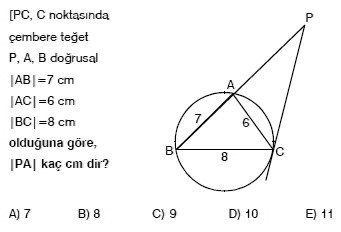 [PC, C noktasında
çembere teğet
P, A, B doğrusal
|AB|=7 cm
|AC|=6 cm
|BC|=8 cm
olduğuna göre,
|PA| kaç cm dir?
P
A
7
6
B
8
C
A) 7 B) 8 C) 9 D) 10 E) 11